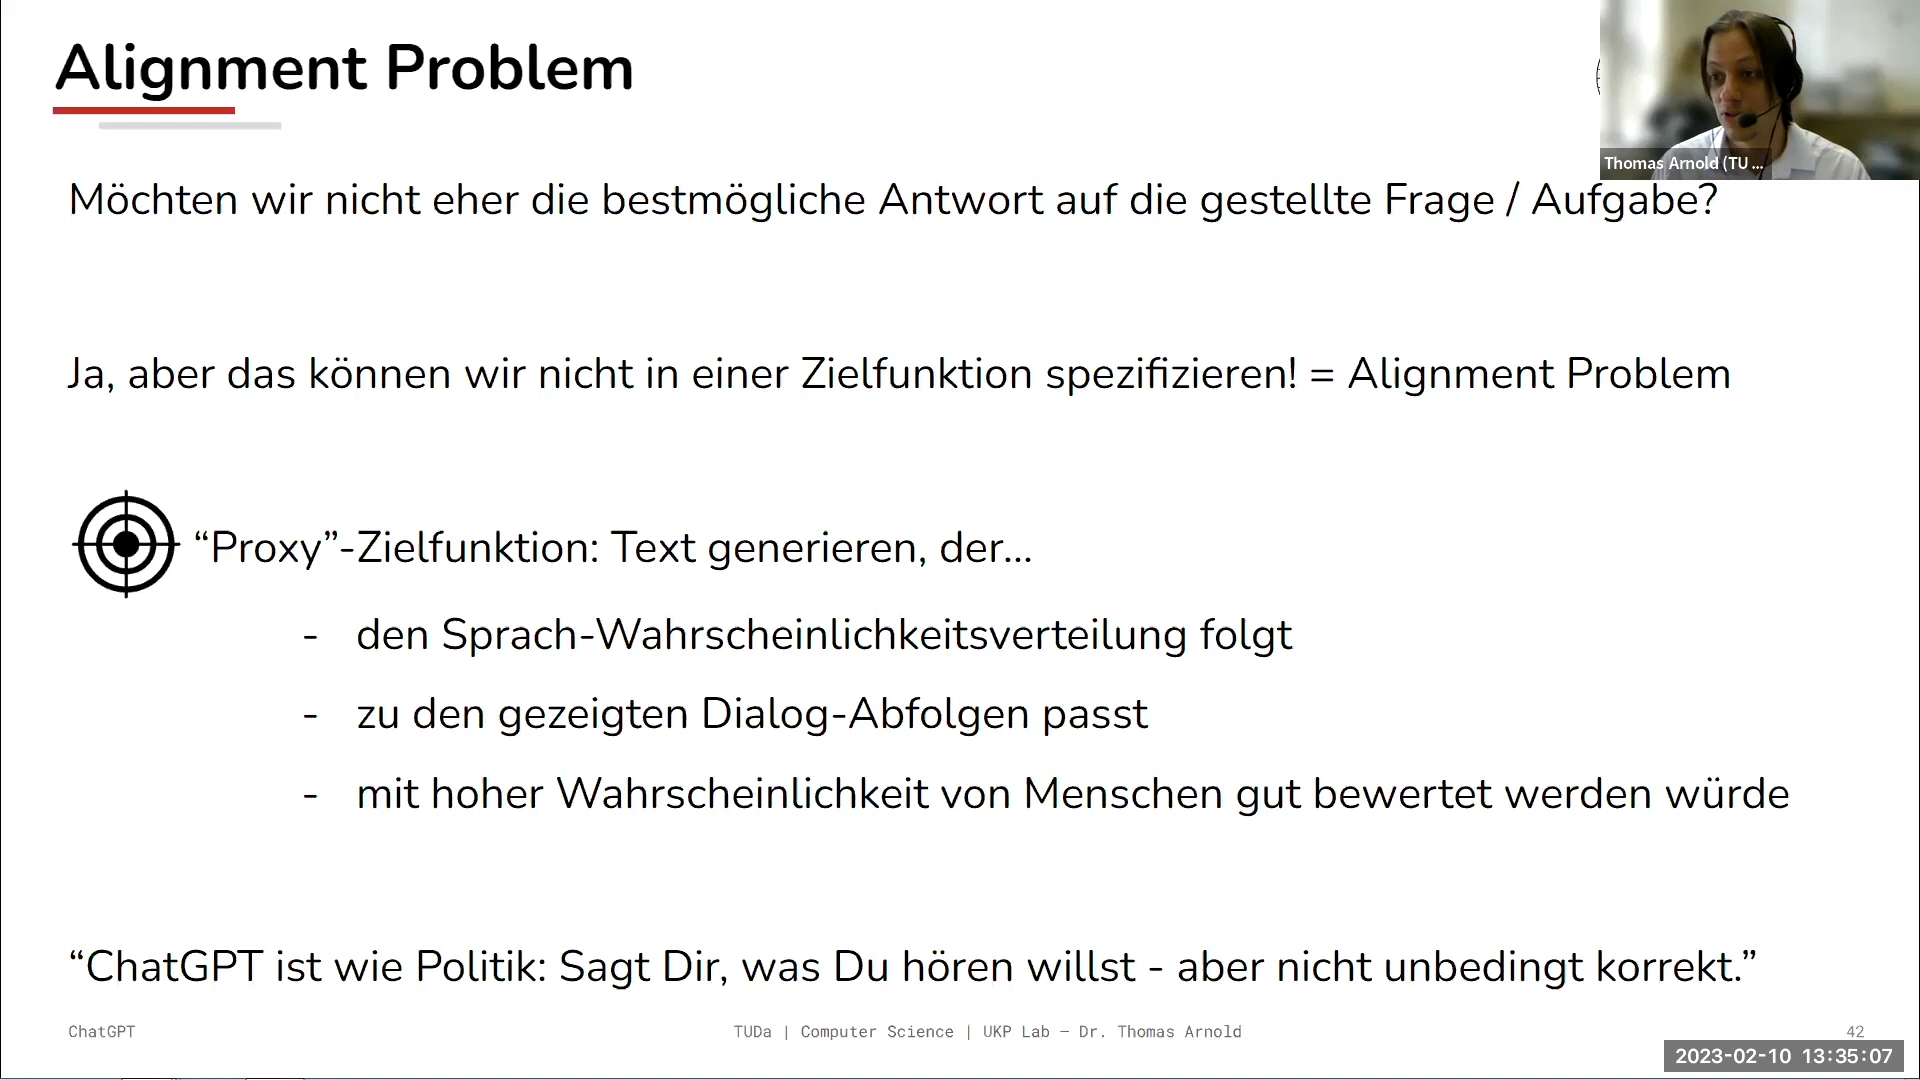 Alignment Problem
Thomas Arnold (TU ...
Möchten wir nicht eher die bestmögliche Antwort auf die gestellte Frage / Aufgabe?
Ja, aber das können wir nicht in einer Zielfunktion spezifizieren! = Alignment Problem
“Proxy”-Zielfunktion: Text generieren, der...
- den Sprach-Wahrscheinlichkeitsverteilung folgt
- zu den gezeigten Dialog-Abfolgen passt
- mit hoher Wahrscheinlichkeit von Menschen gut bewertet werden würde
“ChatGPT ist wie Politik: Sagt Dir, was Du hören willst - aber nicht unbedingt korrekt.”
ChatGPT
TUDa | Computer Science | UKP Lab – Dr. Thomas Arnold
42
2023-02-10 13:35:07